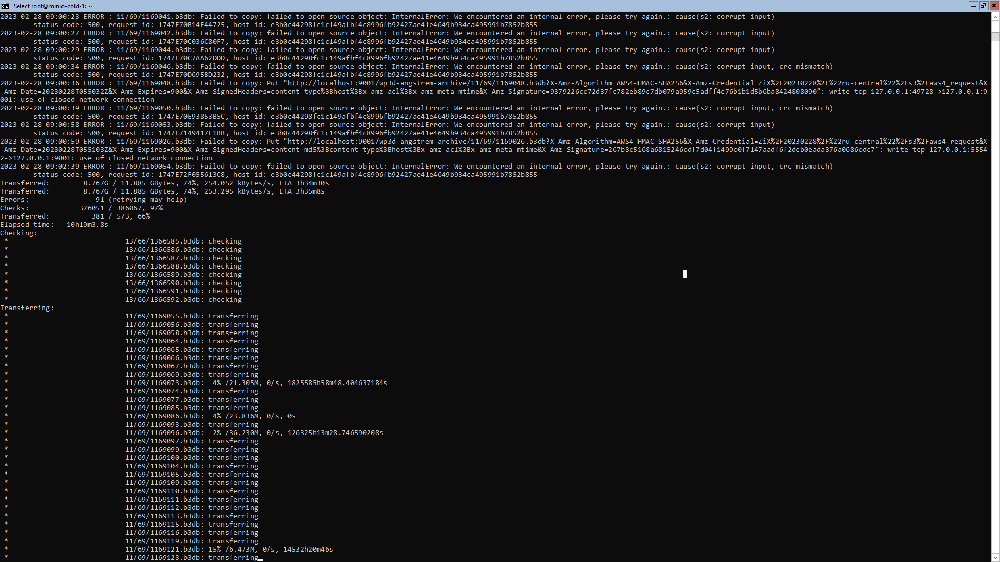 Select root@minio-cold-1: ~
2023-02-28 09:00:23 ERROR : 11/69/1169041.b3db: Failed to copy: failed to open source object: InternalError: We encountered an internal error, please try again.: cause(s2: corrupt input)
status code: 500, request id: 1747E70B14E44725, host id: e3b0c44298fc1c149afbf4c8996fb92427ae41e4649b934ca495991b7852b855
2023-02-28 09:00:27 ERROR : 11/69/1169042.b3db: Failed to copy: failed to open source object: InternalError: We encountered an internal error, please try again.: cause(s2: corrupt input)
status code: 500, request id: 1747E70C036C80F7, host id: e3b0c44298fc1c149afbf4c8996fb92427ae41e4649b934ca495991b7852b855
2023-02-28 09:00:29 ERROR : 11/69/1169044.b3db: Failed to copy: failed to open source object: InternalError: We encountered an internal error, please try again.: cause(s2: corrupt input)
status code: 500, request id: 1747E70C7AA62DDD, host id: e3b0c44298fc1c149afbf4c8996fb92427ae41e4649b934ca495991b7852b855
2023-02-28 09:00:34 ERROR : 11/69/1169046.b3db: Failed to copy: failed to open source object: InternalError: We encountered an internal error, please try again.: cause(s2: corrupt input, crc mismatch)
status code: 500, request id: 1747E70D695BD232, host id: e3b0c44298fc1c149afbf4c8996fb92427ae41e4649b934ca495991b7852b855
2023-02-28 09:00:36 ERROR : 11/69/1169048.b3db: Failed to copy: Put "http://localhost:9001/wp3d-angstrem-archive/11/69/1169048.b3db?X-Amz-Algorithm=AWS4-HMAC-SHA256&X-Amz-Credential=ZiX%2F20230228%2F%22ru-central%22%2Fs3%2Faws4_request&X
-Amz-Date=20230228T055032Z&X-Amz-Expires=900&X-Amz-SignedHeaders=content-type%3Bhost%3Bx-amz-acl%3Bx-amz-meta-mtime&X-Amz-Signature=9379226cc72d37fc782eb89c7db079a959c5adff4c76b1b1d5b6ba8424808090": write tcp 127.0.0.1:49728->127.0.0.1:9
001: use of closed network connection
2023-02-28 09:00:39 ERROR : 11/69/1169050.b3db: Failed to copy: failed to open source object: InternalError: We encountered an internal error, please try again.: cause(s2: corrupt input, crc mismatch)
status code: 500, request id: 1747E70E93853B5C, host id: e3b0c44298fc1c149afbf4c8996fb92427ae41e4649b934ca495991b7852b855
2023-02-28 09:00:58 ERROR : 11/69/1169053.b3db: Failed to copy: failed to open source object: InternalError: We encountered an internal error, please try again.: cause(s2: corrupt input)
status code: 500, request id: 1747E7149417E1BB, host id: e3b0c44298fc1c149afbf4c8996fb92427ae41e4649b934ca495991b7852b855
2023-02-28 09:00:59 ERROR : 11/69/1169026.b3db: Failed to copy: Put "http://localhost:9001/wp3d-angstrem-archive/11/69/1169026.b3db?X-Amz-Algorithm=AWS4-HMAC-SHA256&X-Amz-Credential=ZiX%2F20230228%2F%22ru-central%22%2Fs3%2Faws4_request&X
-Amz-Date=20230228T055103Z&X-Amz-Expires=900&X-Amz-SignedHeaders=content-md5%3Bcontent-type%3Bhost%3Bx-amz-acl%3Bx-amz-meta-mtime&X-Amz-Signature=267b3c5168a6815246cdf7d04f1499c0f7147aadf6f2dcb0eada376a0686cdc7": write tcp 127.0.0.1:5554
2->127.0.0.1:9001: use of closed network connection
2023-02-28 09:02:39 ERROR : 11/69/1169054.b3db: Failed to copy: failed to open source object: InternalError: We encountered an internal error, please try again.: cause(s2: corrupt input, crc mismatch)
status code: 500, request id: 1747E72F055613C8, host id: e3b0c44298fc1c149afbf4c8996fb92427ae41e4649b934ca495991b7852b855
Transferred: 8.767G / 11.885 GBytes, 74%, 254.052 kBytes/s, ETA 3h34m30s
Transferred: 8.767G / 11.885 GBytes, 74%, 253.295 kBytes/s, ETA 3h35m8s
Errors: 91 (retrying may help)
Checks: 376051 / 386067, 97%
Transferred: 381 / 573, 66%
Elapsed time: 10h19m3.8s
Checking:
* 13/66/1366585.b3db: checking
* 13/66/1366586.b3db: checking
* 13/66/1366587.b3db: checking
* 13/66/1366588.b3db: checking
* 13/66/1366589.b3db: checking
* 13/66/1366590.b3db: checking
* 13/66/1366591.b3db: checking
* 13/66/1366592.b3db: checking
Transferring:
* 11/69/1169055.b3db: transferring
* 11/69/1169056.b3db: transferring
* 11/69/1169058.b3db: transferring
* 11/69/1169064.b3db: transferring
* 11/69/1169065.b3db: transferring
* 11/69/1169066.b3db: transferring
* 11/69/1169067.b3db: transferring
* 11/69/1169069.b3db: transferring
* 11/69/1169073.b3db: 4% /21.305M, 0/s, 1825585h58m48.404637184s
* 11/69/1169074.b3db: transferring
* 11/69/1169077.b3db: transferring
* 11/69/1169085.b3db: transferring
* 11/69/1169086.b3db: 4% /23.836M, 0/s, 0s
* 11/69/1169093.b3db: transferring
* 11/69/1169096.b3db: 2% /36.230M, 0/s, 126325h13m28.746590208s
* 11/69/1169097.b3db: transferring
* 11/69/1169099.b3db: transferring
* 11/69/1169100.b3db: transferring
* 11/69/1169104.b3db: transferring
* 11/69/1169105.b3db: transferring
* 11/69/1169109.b3db: transferring
* 11/69/1169110.b3db: transferring
* 11/69/1169111.b3db: transferring
* 11/69/1169112.b3db: transferring
* 11/69/1169113.b3db: transferring
* 11/69/1169115.b3db: transferring
* 11/69/1169116.b3db: transferring
* 11/69/1169119.b3db: transferring
* 11/69/1169121.b3db: 15% /6.473M, 0/s, 14532h20m46s
* 11/69/1169123.b3db: transferring